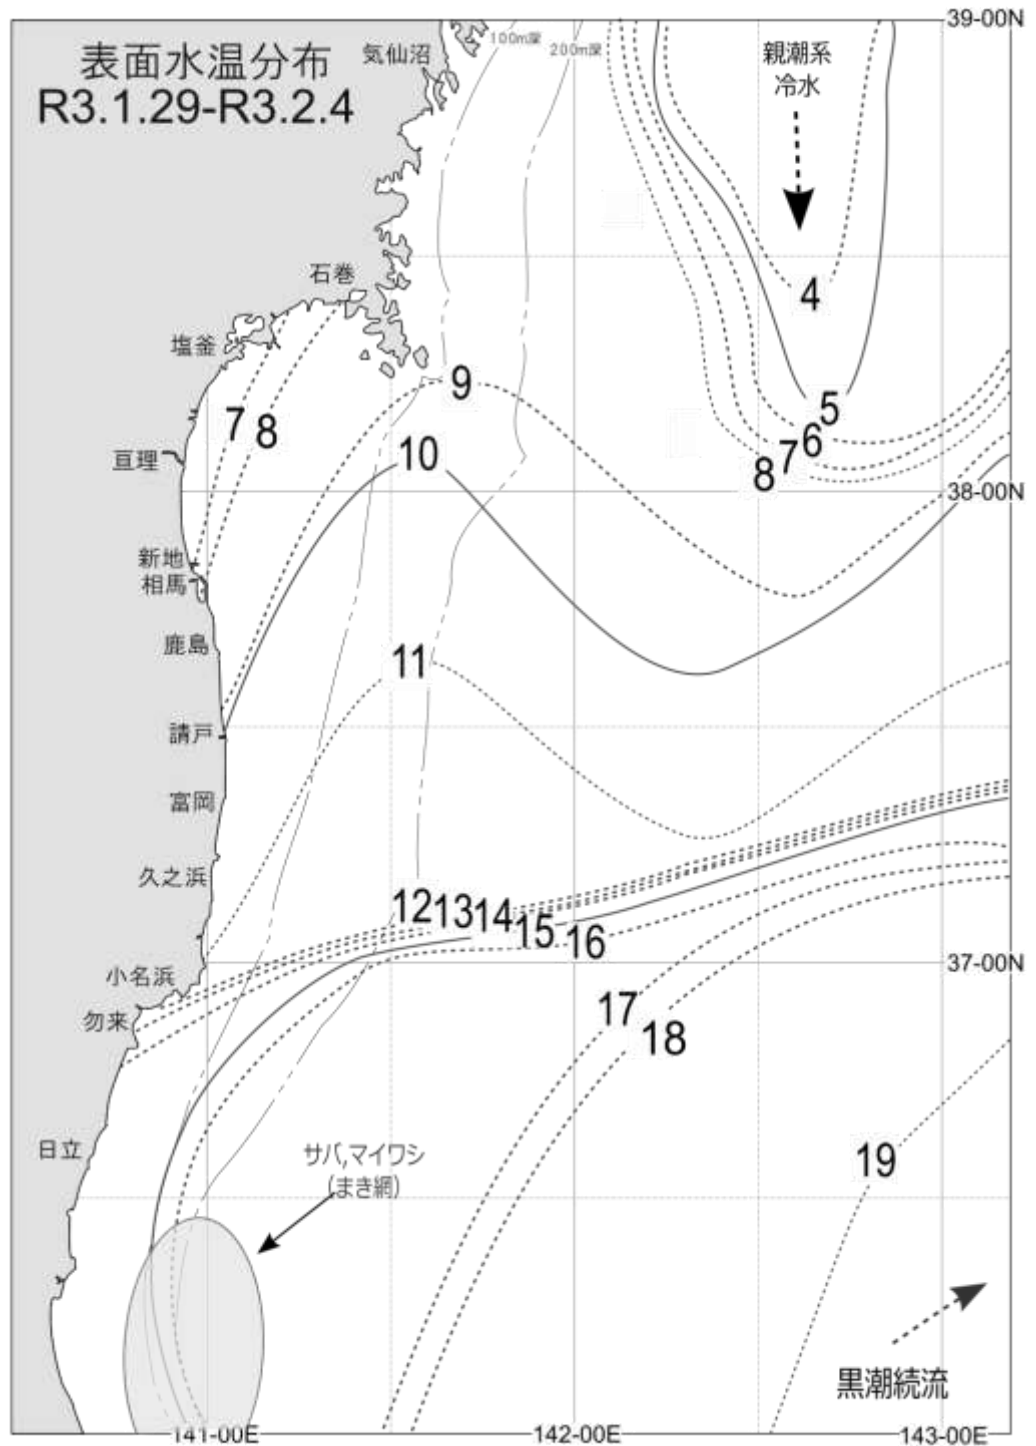 表面水温分布
R3.1.29-R3.2.4
39-00N
100m深
200m深
気仙沼
親潮系
冷水
石巻
4
塩釜
9
5
7
8
6
亘理
10
7
8
38-00N
新地
相馬
鹿島
11
請戸
富岡
久之浜
12
13
14
15
16
小名浜
37-00N
勿来
17
18
日立
サバ,マイワシ
(まき網)
19
黒潮続流
141-00E
142-00E
143-00E